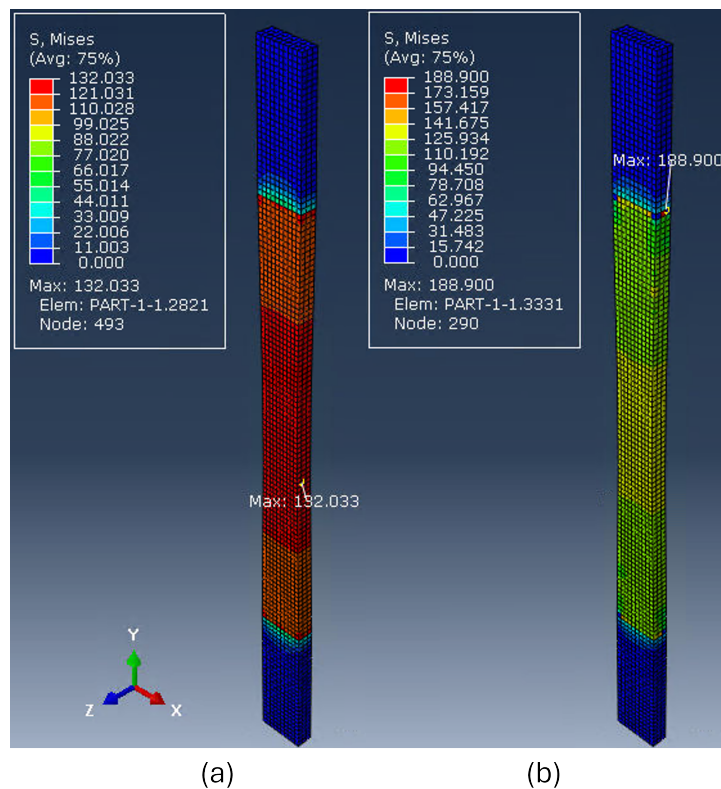 S, Mises
(Avg: 75%)
132.033
121.031
110.028
99.025
88.022
77.020
66.017
55.014
44.011
33.009
22.006
11.003
0.000
Max: 132.033
Elem: PART-1-1.2821
Node: 493
Max: 132.033
Y
Z
X
(a)
S, Mises
(Avg: 75%)
188.900
173.159
157.417
141.675
125.934
110.192
94.450
78.708
62.967
47.225
31.483
15.742
0.000
Max: 188.900
Elem: PART-1-1.3331
Node: 290
Max: 188.900
(b)